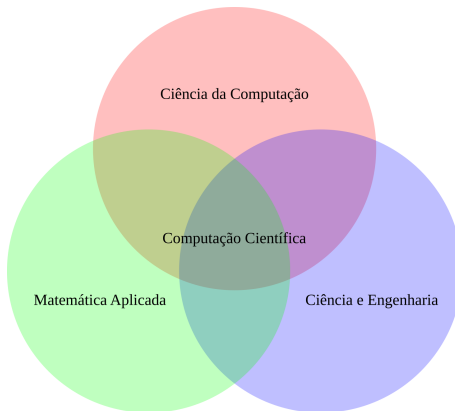 Ciência da Computação
Computação Científica
Matemática Aplicada
Ciência e Engenharia